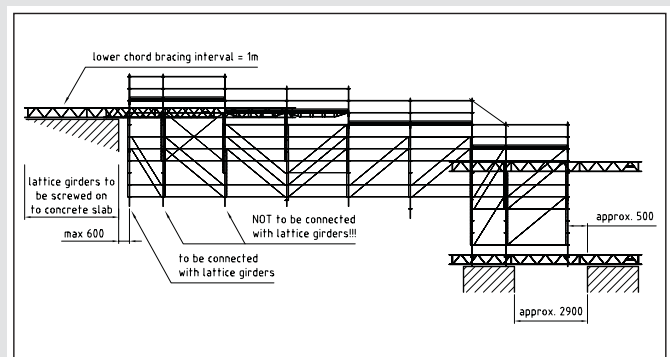 lower chord bracing interval = 1m
lattice girders to
be screwed on
to concrete slab
max 600
NOT to be connected
with lattice girders!!!
to be connected
with lattice girders
approx. 500
approx. 2900